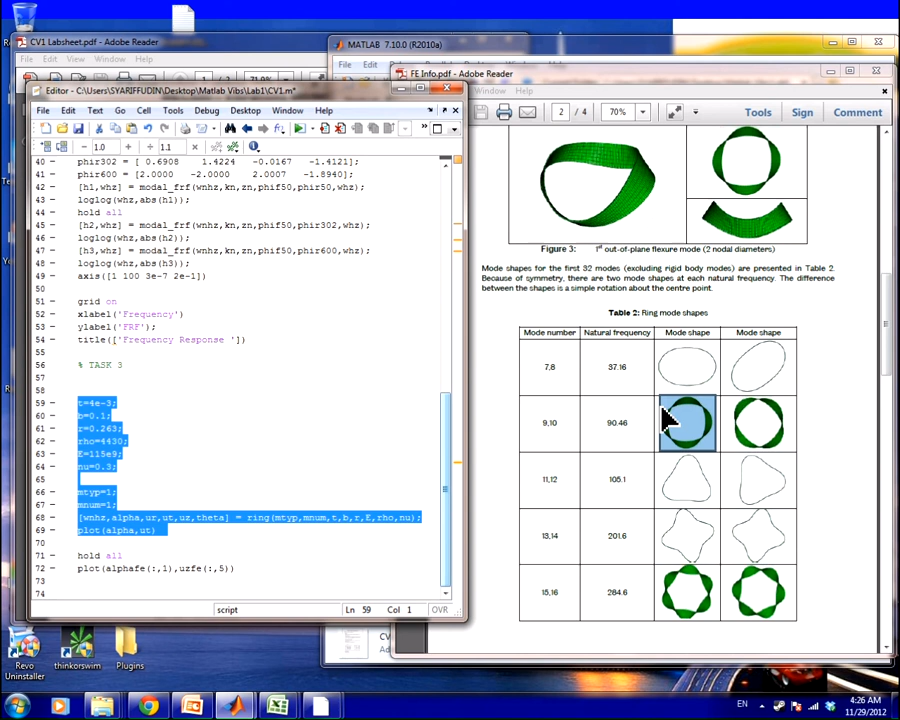 CV1 Labsheet.pdf - Adobe Reader
File Edit View Window Help
MATLAB 7.10.0 (R2010a)
File Edit
FE Info.pdf - Adobe Reader
Window Help
2 / 4 70% Tools Sign Comment
Editor - C:\Users\SYARIFFUDIN\Desktop\Matlab Vibs\Lab1\CV1.m*
File Edit Text Go Cell Tools Debug Desktop Window Help
1.0 1.1
40 phir302 = [ 0.6908 1.4224 -0.0167 -1.4121];
41 phir600 = [2.0000 -2.0000 2.0007 -1.8940];
42 [h1,whz] = modal_frf(wnhz,kn,zn,phif50,phir50,whz);
43 loglog(whz,abs(h1));
44 hold all
45 [h2,whz] = modal_frf(wnhz,kn,zn,phif50,phir302,whz);
46 loglog(whz,abs(h2));
47 [h3,whz] = modal_frf(wnhz,kn,zn,phif50,phir600,whz);
48 loglog(whz,abs(h3));
49 axis([1 100 3e-7 2e-1])
50
51 grid on
52 xlabel('Frequency')
53 ylabel('FRF');
54 title(['Frequency Response '])
55
56 % TASK 3
57
58
59 t=4e-3;
60 b=0.1;
61 r=0.263;
62 rho=4430;
63 E=115e9;
64 nu=0.3;
65
66 mtyp=1;
67 mnum=1;
68 [wnhz,alpha,ur,ut,uz,theta] = ring(mtyp,mnum,t,b,r,E,rho,nu);
69 plot(alpha,ut)
70
71 hold all
72 plot(alphafe(:,1),uzfe(:,5))
73
74
script Ln 59 Col 1 OVR
Figure 3: 1st out-of-plane flexure mode (2 nodal diameters)
Mode shapes for the first 32 modes (excluding rigid body modes) are presented in Table 2.
Because of symmetry, there are two mode shapes at each natural frequency. The difference
between the shapes is a simple rotation about the centre point.
Table 2: Ring mode shapes
Mode number Natural frequency Mode shape Mode shape
7,8 37.16
9,10 90.46
11,12 105.1
13,14 201.6
15,16 284.6
Revo
Uninstaller
thinkorswim
Plugins
EN
4:26 AM
11/29/2012